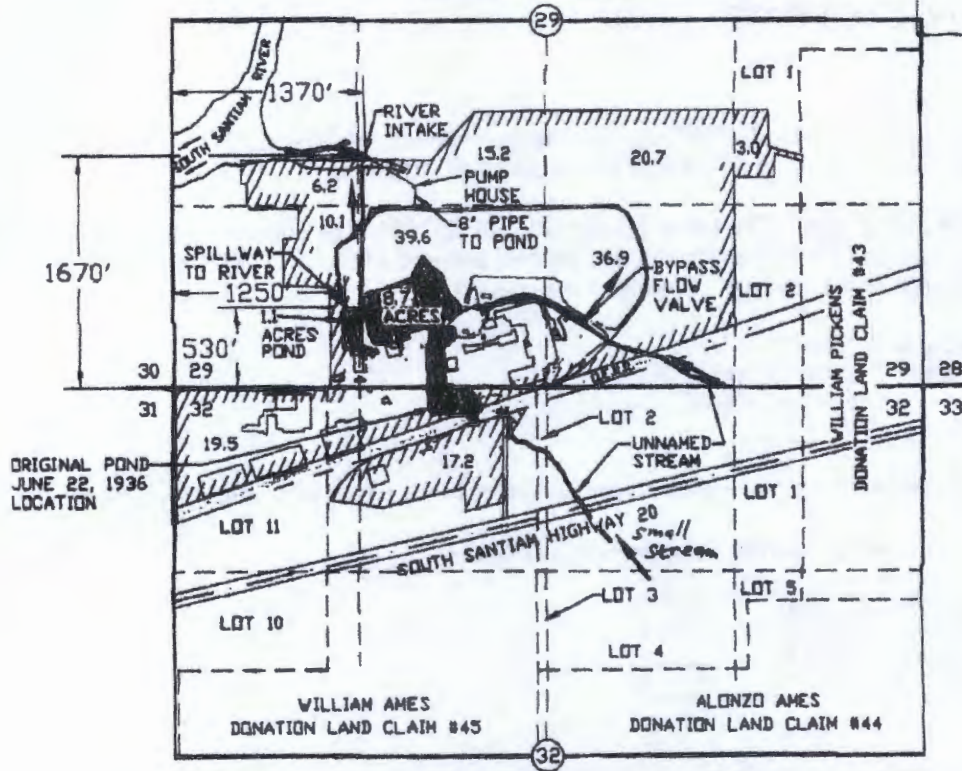 29
LOT 1
1370'
SOUTH SANTIAM RIVER
RIVER
INTAKE
15.2
20.7
3.0
6.2
PUMP
HOUSE
10.1
8" PIPE
TO POND
SPILLWAY
TO RIVER
39.6
36.9
BYPASS
FLOW
VALVE
1670'
1250'
8.7
ACRES
LOT 2
1.1
ACRES
POND
530'
WILLIAM PICKENS
DONATION LAND CLAIM #43
30 29
29 28
31 32
32 33
LOT 2
UNNAMED
STREAM
19.5
17.2
ORIGINAL POND
JUNE 22, 1936
LOCATION
LOT 1
LOT 11
SOUTH SANTIAM HIGHWAY 20
small
stream
LOT 3
LOT 5
LOT 10
LOT 4
WILLIAN AMES
DONATION LAND CLAIM #45
ALONZO AMES
DONATION LAND CLAIM #44
32